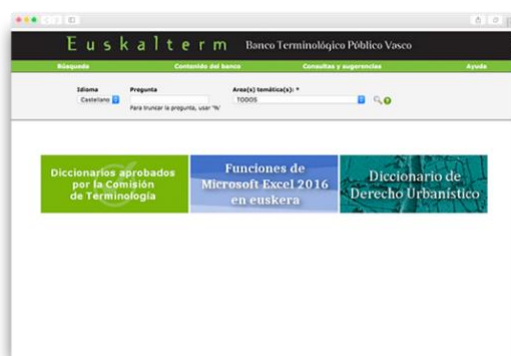 Euskalterm Banco Terminológico Público Vasco
Búsqueda Contenido del banco Consultas y sugerencias Ayuda
Idioma Pregunta Area(s) temática(s): *
Castellano TODOS
Para truncar la pregunta, usar '%'
Diccionarios aprobados
por la Comisión
de Terminología
Funciones de
Microsoft Excel 2016
en euskera
Diccionario de
Derecho Urbanístico